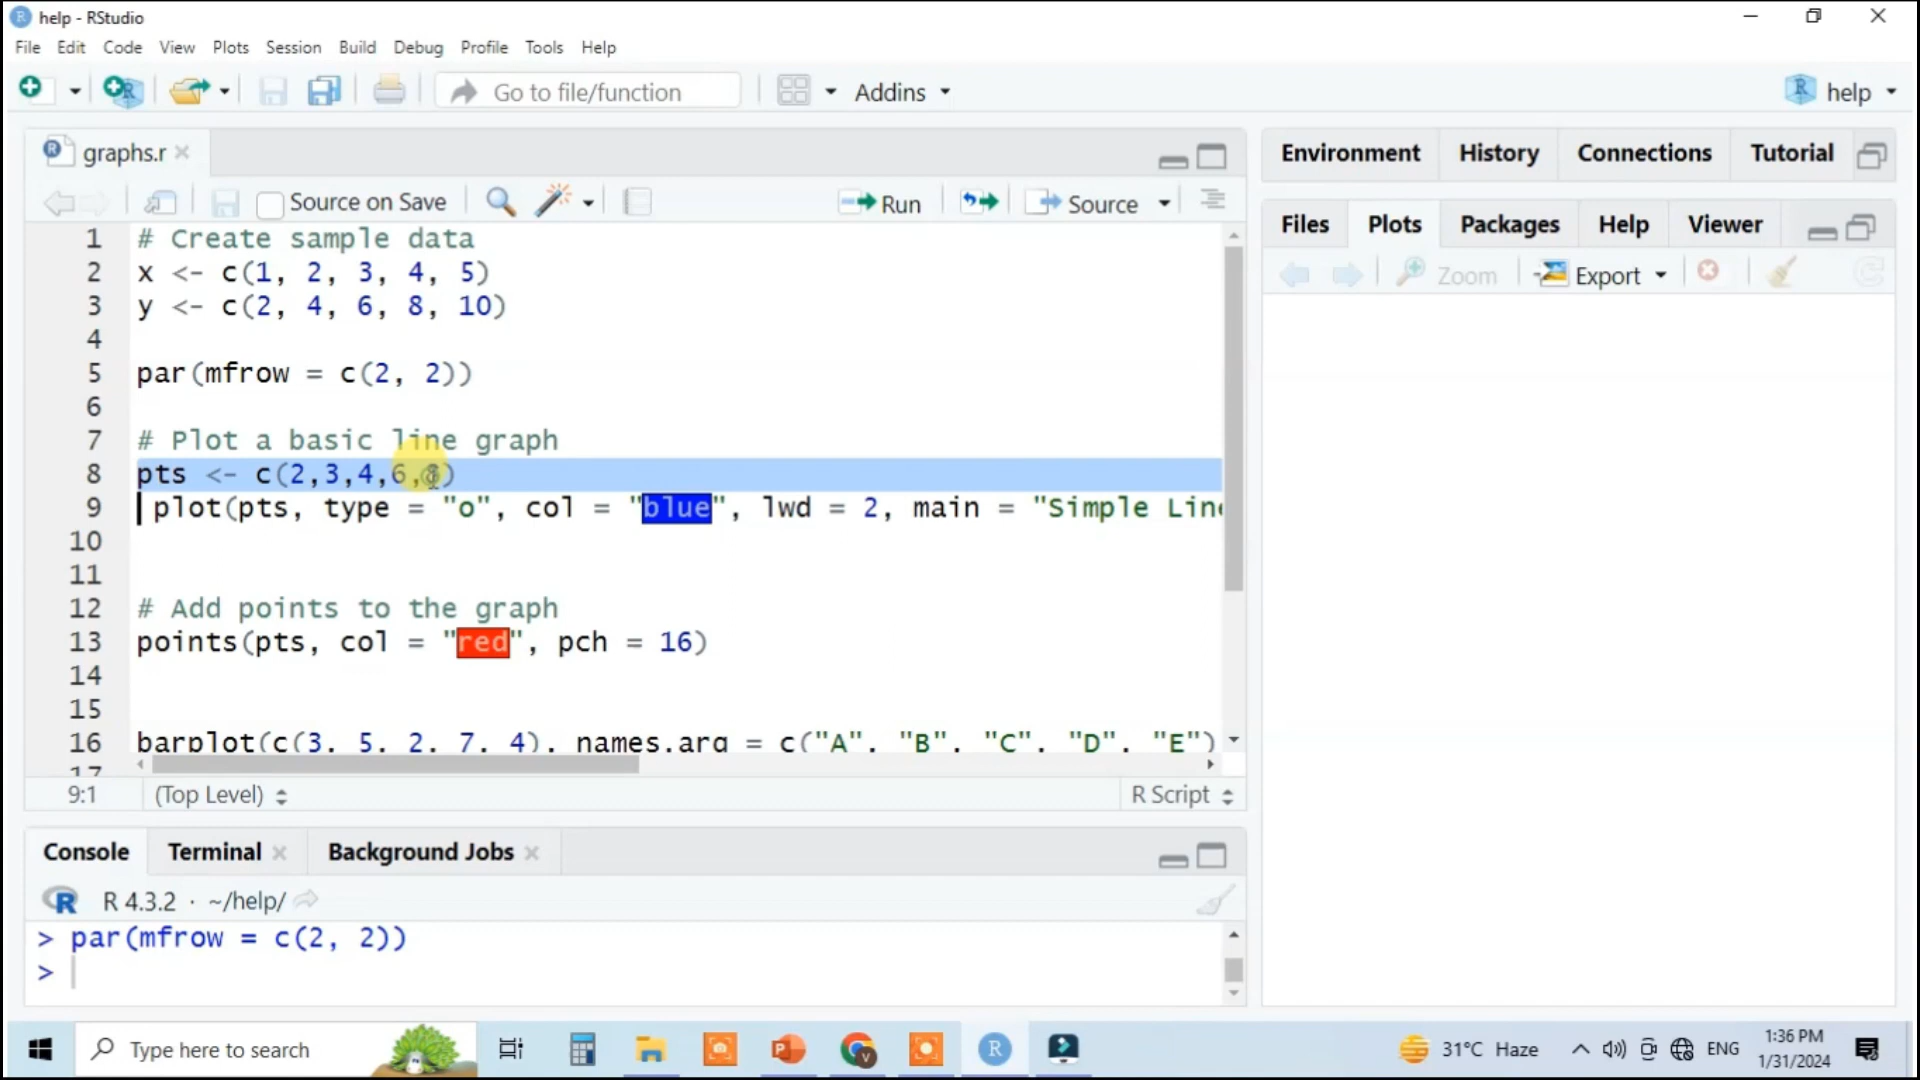 help - RStudio
File Edit Code View Plots Session Build Debug Profile Tools Help
Go to file/function Addins help
graphs.r
Source on Save Run Source
1 # Create sample data
2 x <- c(1, 2, 3, 4, 5)
3 y <- c(2, 4, 6, 8, 10)
4
5 par(mfrow = c(2, 2))
6
7 # Plot a basic line graph
8 pts <- c(2,3,4,6,8)
9 plot(pts, type = "o", col = "blue", lwd = 2, main = "Simple Line
10
11
12 # Add points to the graph
13 points(pts, col = "red", pch = 16)
14
15
16 barplot(c(3, 5, 2, 7, 4), names.arg = c("A", "B", "C", "D", "E")
17
9:1 (Top Level) R Script
Console Terminal Background Jobs
R 4.3.2 · ~/help/
> par(mfrow = c(2, 2))
>
Environment History Connections Tutorial
Files Plots Packages Help Viewer
Zoom Export
Type here to search
31°C Haze ENG 1:36 PM
1/31/2024